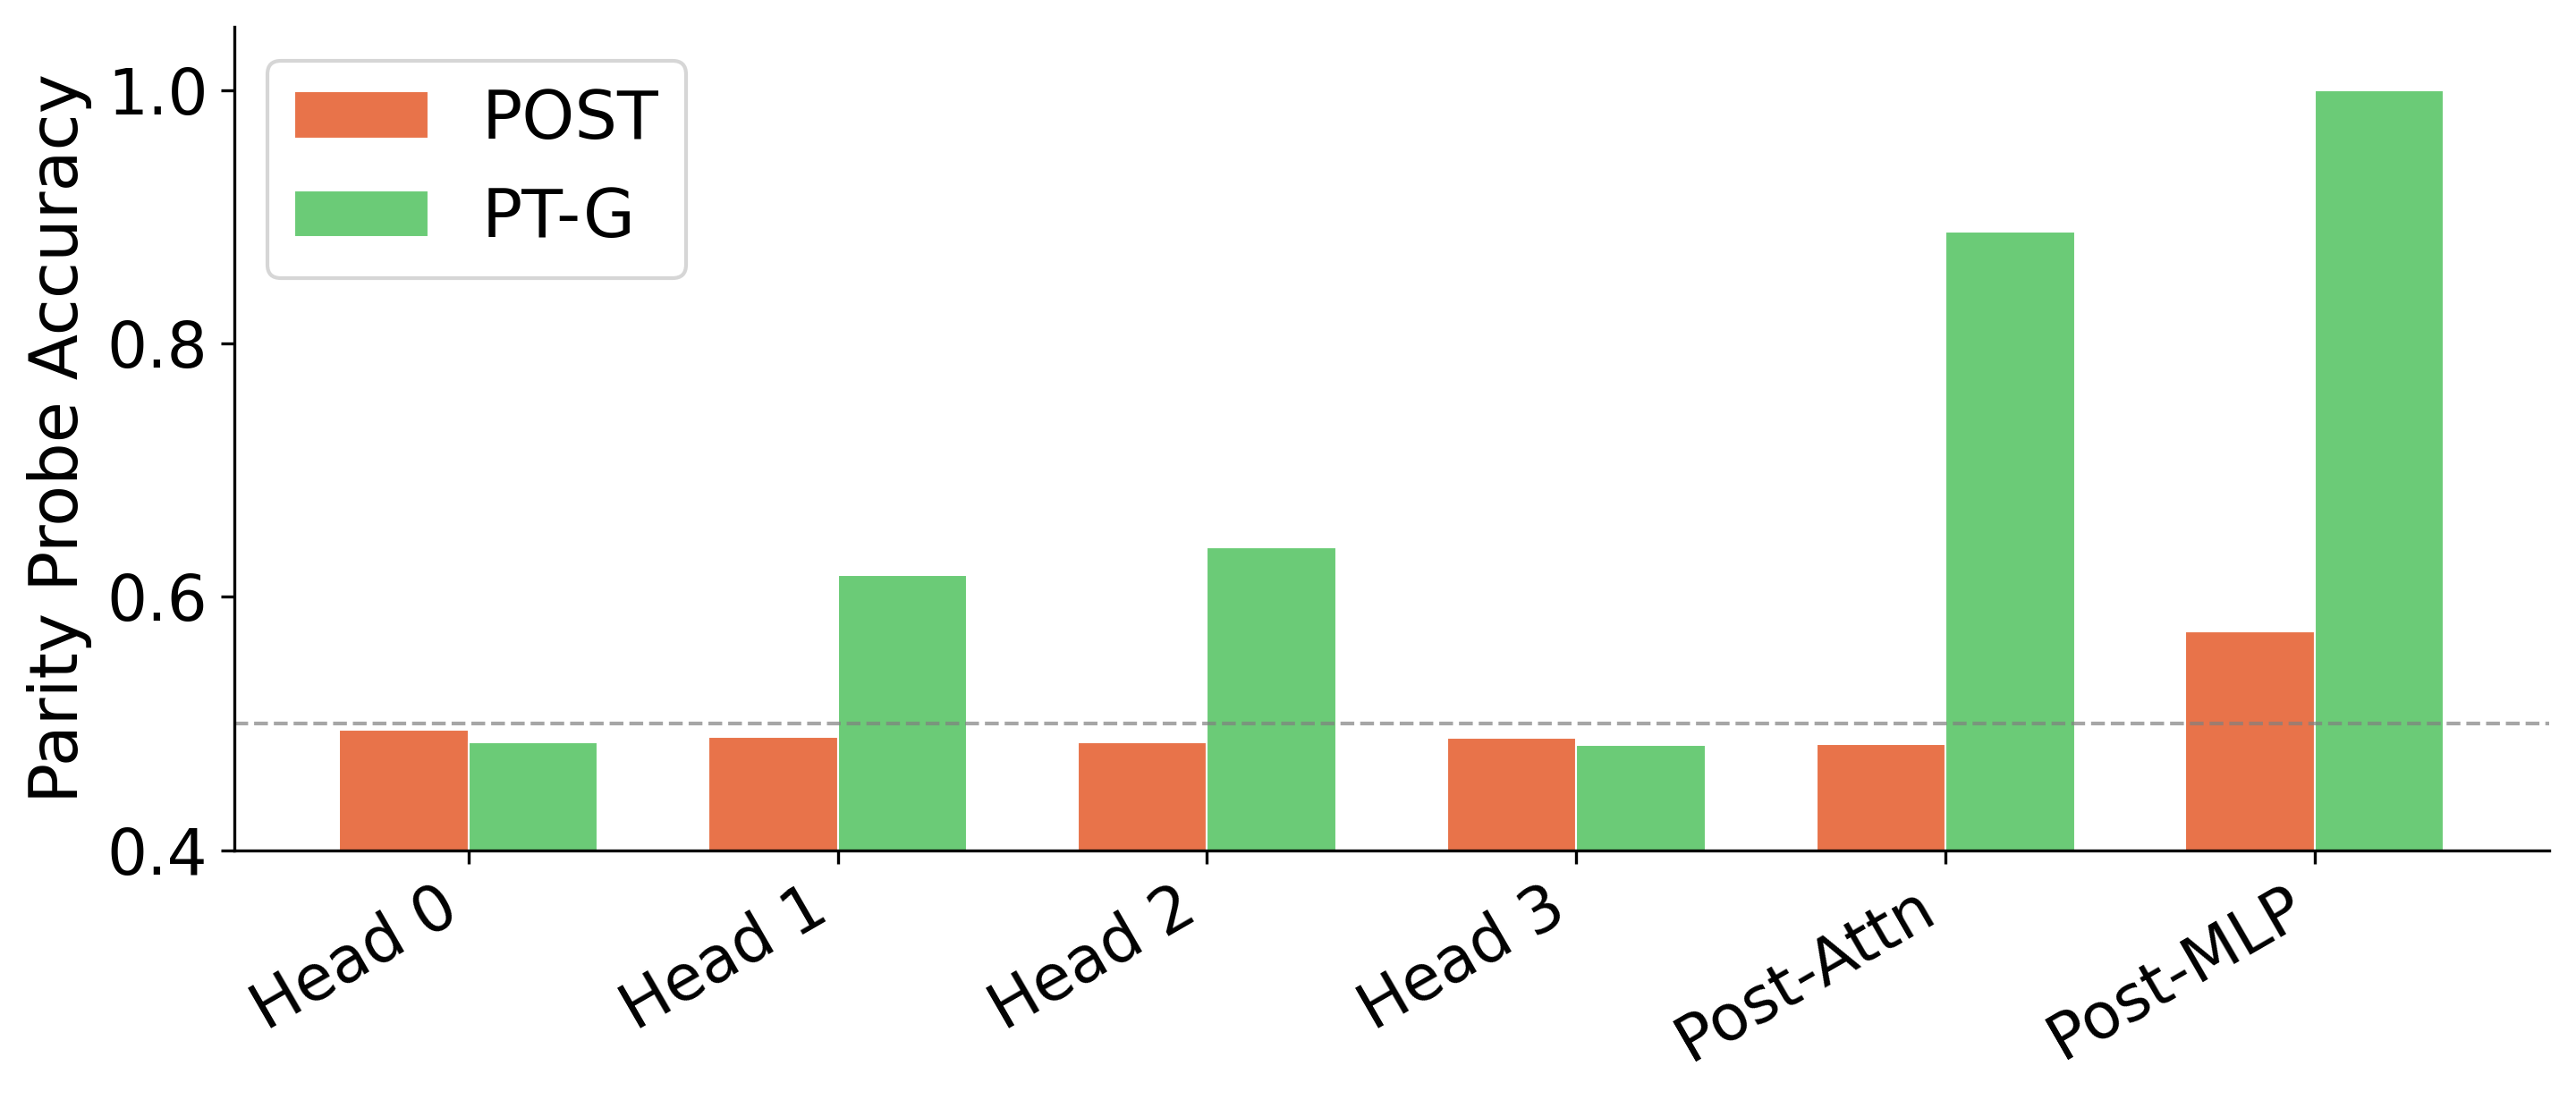 Parity Probe Accuracy
1.0
0.8
0.6
0.4
POST
PT-G
Head 0
Head 1
Head 2
Head 3
Post-Attn
Post-MLP